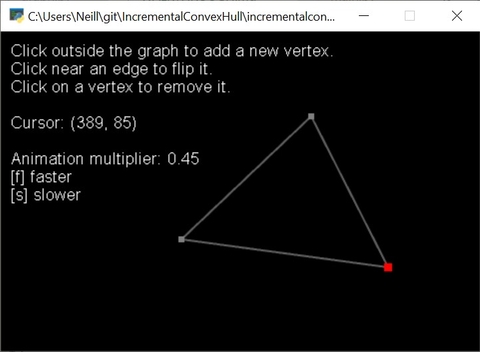 C:\Users\Neill\git\IncrementalConvexHull\incrementalcon...
Click outside the graph to add a new vertex.
Click near an edge to flip it.
Click on a vertex to remove it.
Cursor: (389, 85)
Animation multiplier: 0.45
[f] faster
[s] slower